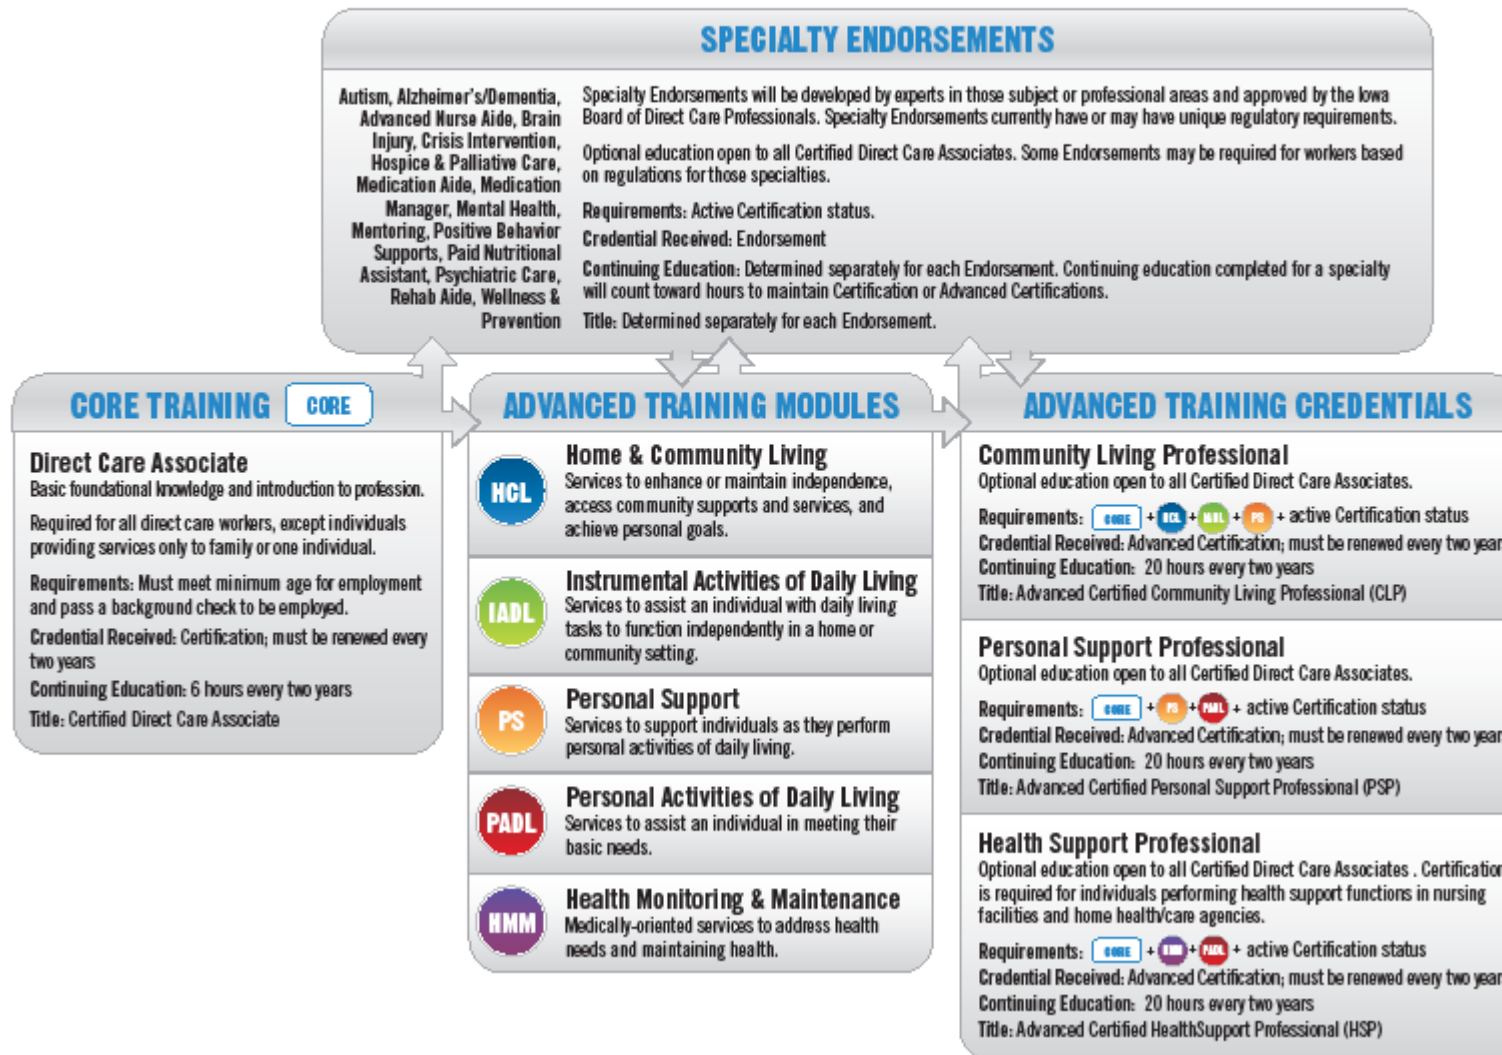 SPECIALTY ENDORSEMENTS
Autism, Alzheimer's/Dementia,
Advanced Nurse Aide, Brain
Injury, Crisis Intervention,
Hospice & Palliative Care,
Medication Aide, Medication
Manager, Mental Health,
Mentoring, Positive Behavior
Supports, Paid Nutritional
Assistant, Psychiatric Care,
Rehab Aide, Wellness &
Prevention
Specialty Endorsements will be developed by experts in those subject or professional areas and approved by the Iowa
Board of Direct Care Professionals. Specialty Endorsements currently have or may have unique regulatory requirements.
Optional education open to all Certified Direct Care Associates. Some Endorsements may be required for workers based
on regulations for those specialties.
Requirements: Active Certification status.
Credential Received: Endorsement
Continuing Education: Determined separately for each Endorsement. Continuing education completed for a specialty
will count toward hours to maintain Certification or Advanced Certifications.
Title: Determined separately for each Endorsement.
CORE TRAINING CORE
Direct Care Associate
Basic foundational knowledge and introduction to profession.
Required for all direct care workers, except individuals
providing services only to family or one individual.
Requirements: Must meet minimum age for employment
and pass a background check to be employed.
Credential Received: Certification; must be renewed every
two years
Continuing Education: 6 hours every two years
Title: Certified Direct Care Associate
ADVANCED TRAINING MODULES
HCL
Home & Community Living
Services to enhance or maintain independence,
access community supports and services, and
achieve personal goals.
IADL
Instrumental Activities of Daily Living
Services to assist an individual with daily living
tasks to function independently in a home or
community setting.
PS
Personal Support
Services to support individuals as they perform
personal activities of daily living.
PADL
Personal Activities of Daily Living
Services to assist an individual in meeting their
basic needs.
HMM
Health Monitoring & Maintenance
Medically-oriented services to address health
needs and maintaining health.
ADVANCED TRAINING CREDENTIALS
Community Living Professional
Optional education open to all Certified Direct Care Associates.
Requirements: CORE + HCL + IADL + PS + active Certification status
Credential Received: Advanced Certification; must be renewed every two year
Continuing Education: 20 hours every two years
Title: Advanced Certified Community Living Professional (CLP)
Personal Support Professional
Optional education open to all Certified Direct Care Associates.
Requirements: CORE + PS + PADL + active Certification status
Credential Received: Advanced Certification; must be renewed every two year
Continuing Education: 20 hours every two years
Title: Advanced Certified Personal Support Professional (PSP)
Health Support Professional
Optional education open to all Certified Direct Care Associates . Certification
is required for individuals performing health support functions in nursing
facilities and home health/care agencies.
Requirements: CORE + HMM + PADL + active Certification status
Credential Received: Advanced Certification; must be renewed every two year
Continuing Education: 20 hours every two years
Title: Advanced Certified HealthSupport Professional (HSP)